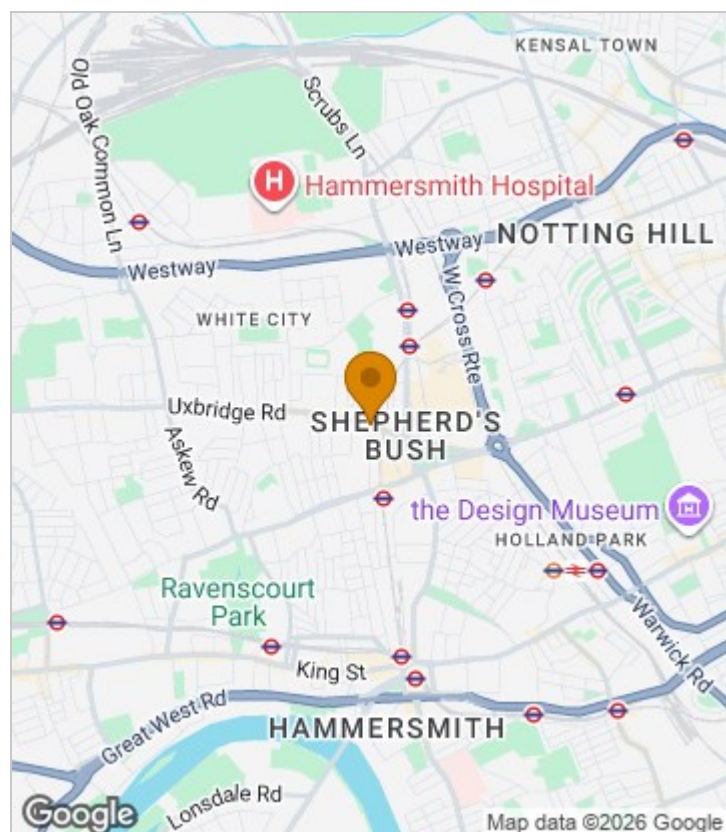 KENSAL TOWN
Old Oak Common Ln
Scrubs Ln
H
Hammersmith Hospital
Westway
NOTTING HILL
Westway
W Cross Rte
WHITE CITY
Uxbridge Rd
SHEPHERD'S
BUSH
Askew Rd
the Design Museum
HOLLAND PARK
Ravenscourt
Park
Warwick Rd
King St
Great West Rd
HAMMERSMITH
Lonsdale Rd
Google
Map data ©2026 Google